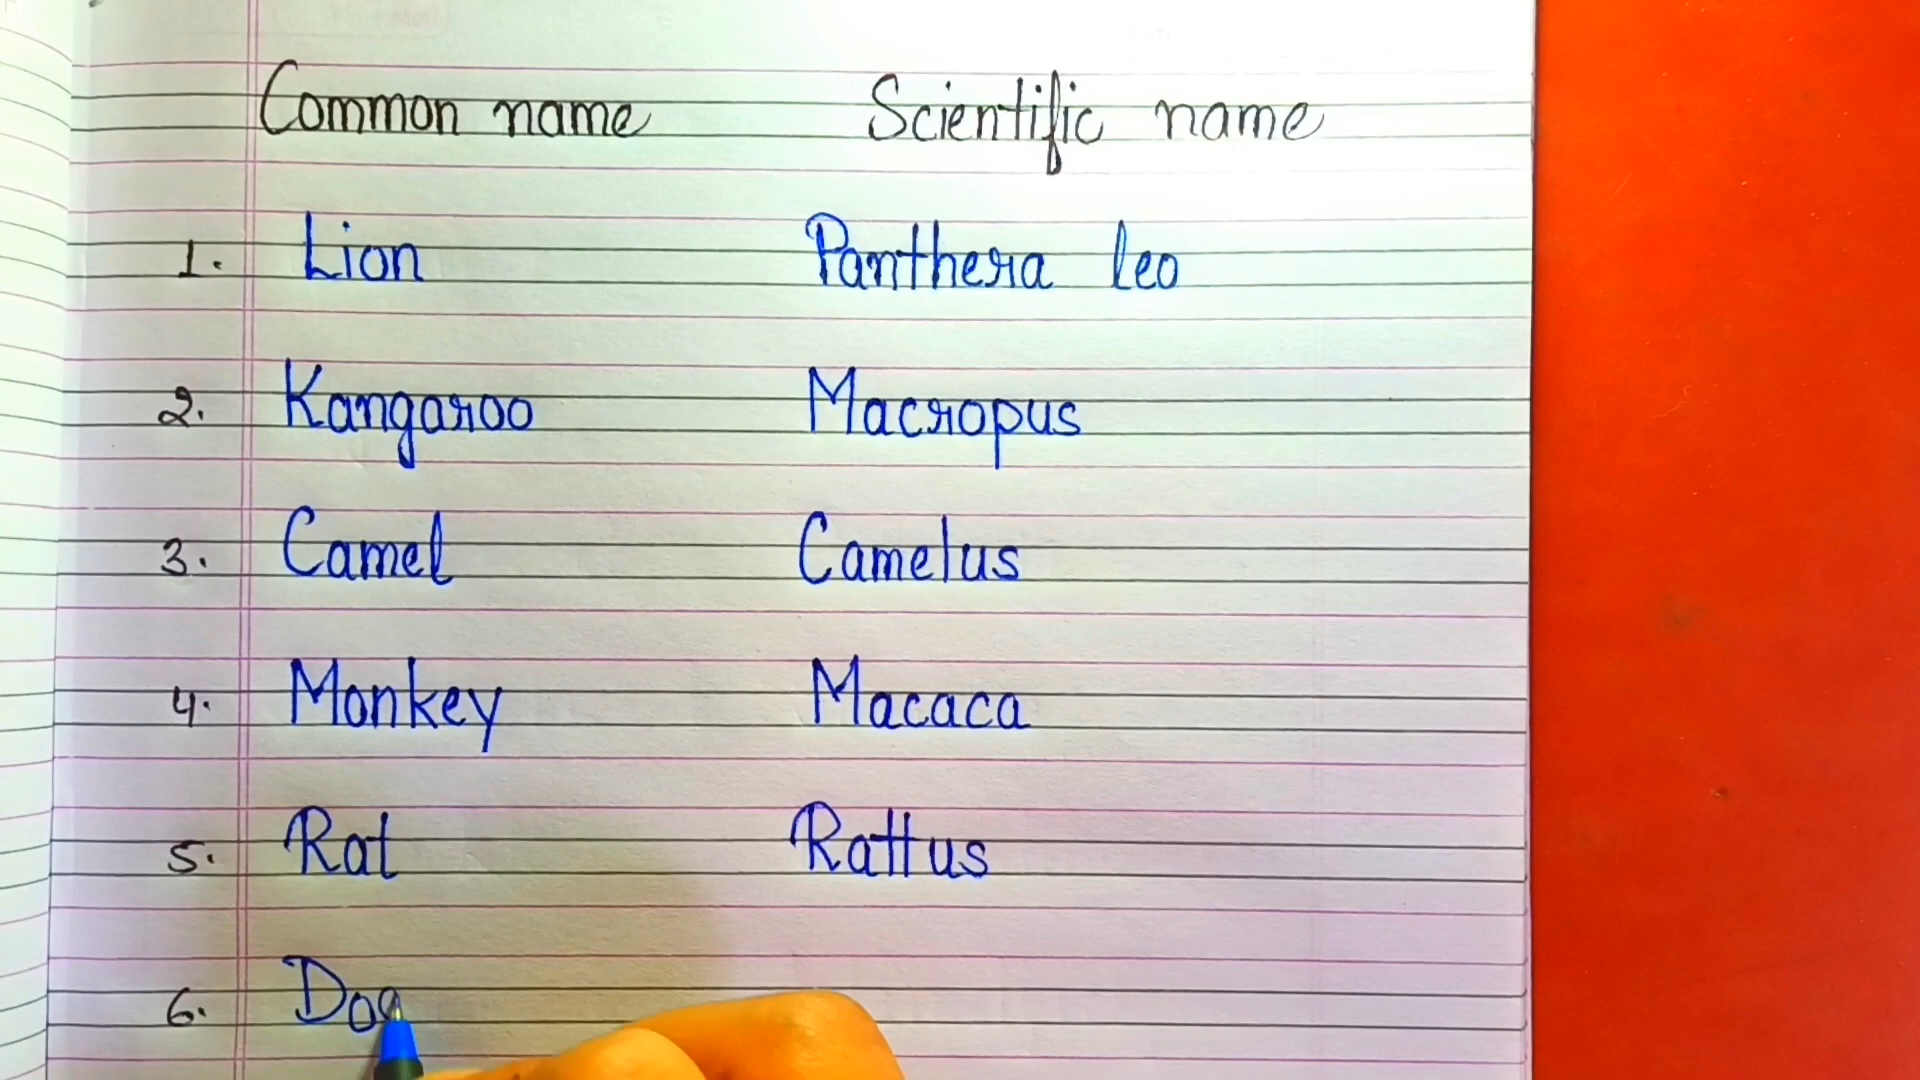 Common name Scientific name
1. Lion Panthera leo
2. Kangaroo Macropus
3. Camel Camelus
4. Monkey Macaca
5. Rat Rattus
6. Do